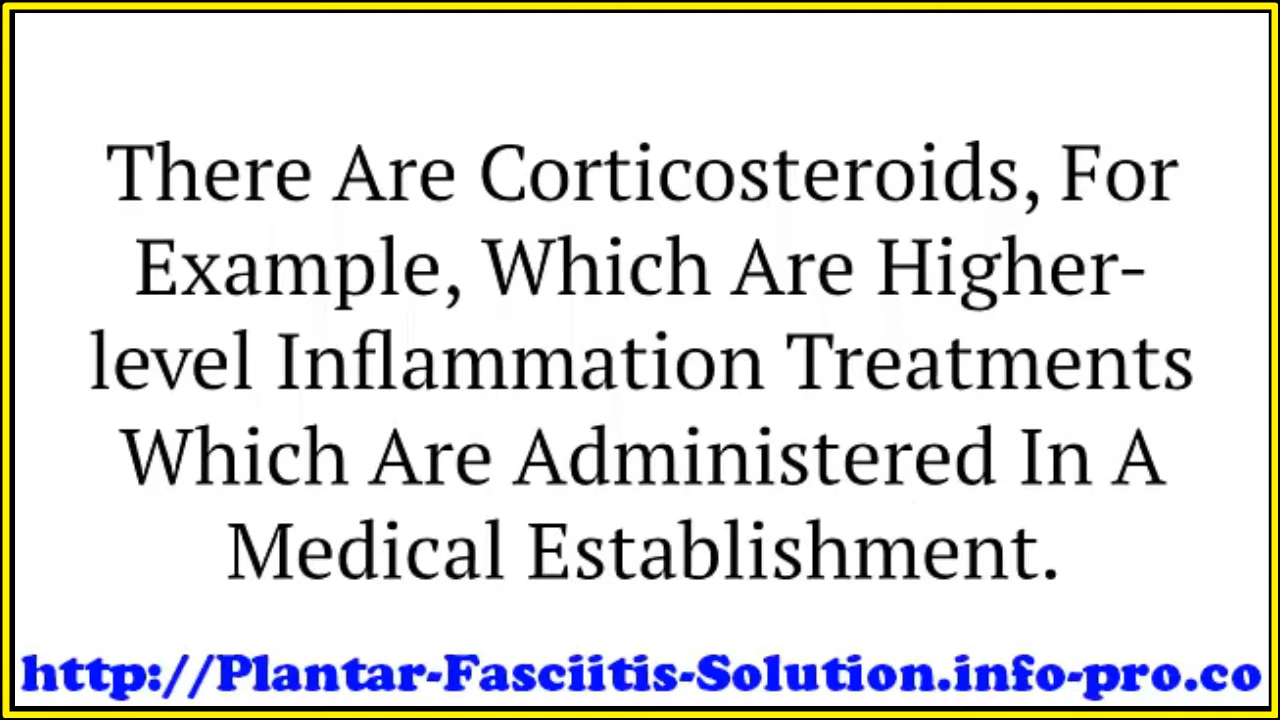 There Are Corticosteroids, For
Example, Which Are Higher-
level Inflammation Treatments
Which Are Administered In A
Medical Establishment.
http://Plantar-Fasciitis-Solution.info-pro.co